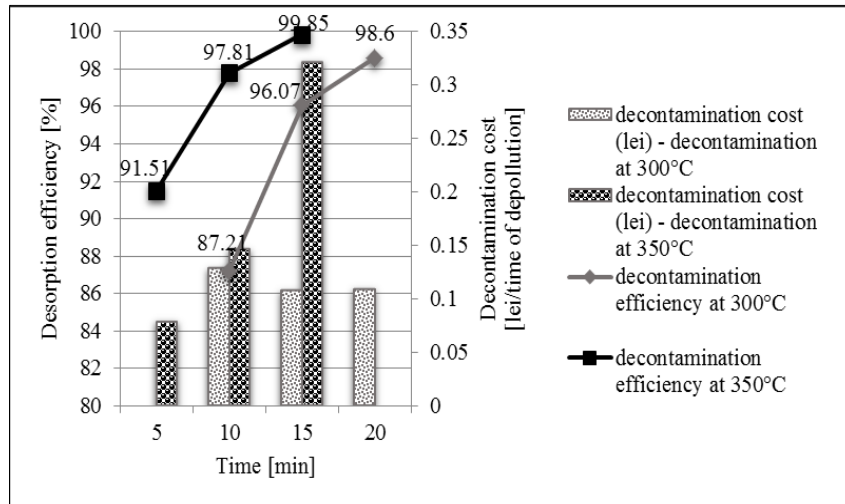 99.85
100
98
96
94
92
90
88
86
84
82
80
Desorption efficiency [%]
91.51
97.81
96.07
87.21
98.6
0.35
0.3
0.25
0.2
0.15
0.1
0.05
0
Decontamination cost
[lei/time of depollution]
5
10
15
20
Time [min]
decontamination cost
(lei) - decontamination
at 300°C
decontamination cost
(lei) - decontamination
at 350°C
decontamination
efficiency at 300°C
decontamination
efficiency at 350°C